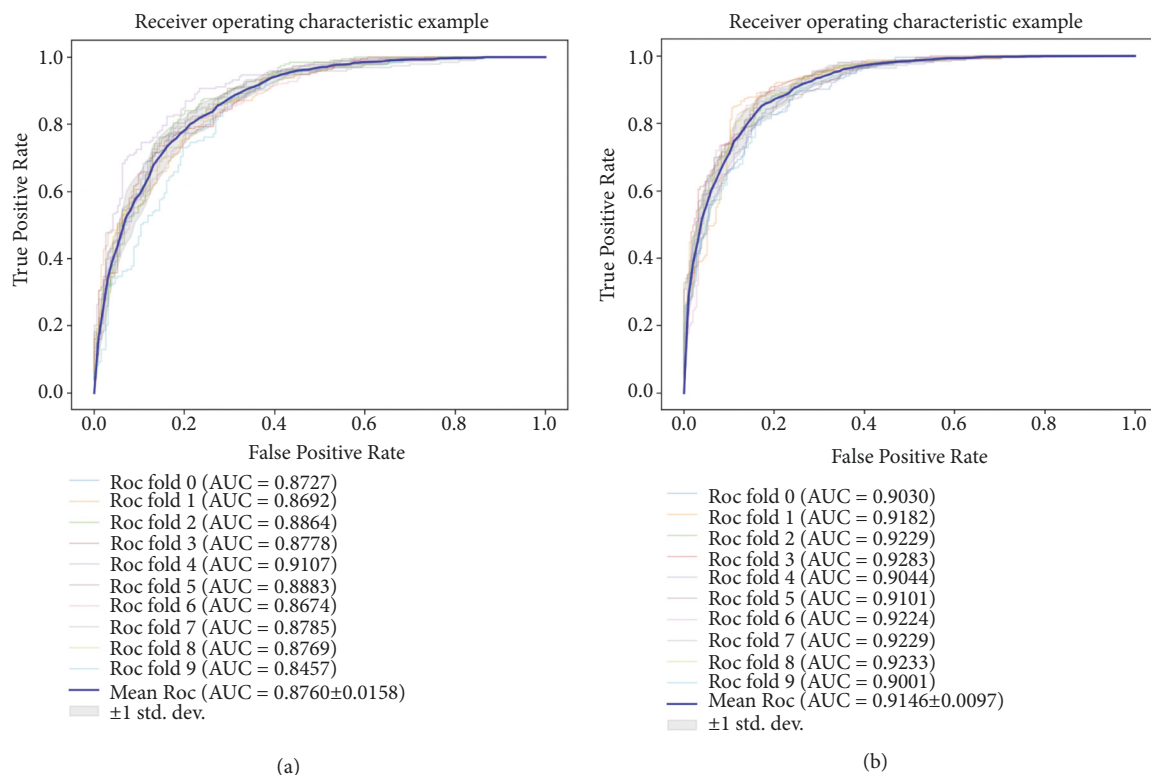 Receiver operating characteristic example
1.0
0.8
0.6
0.4
0.2
0.0
True Positive Rate
0.0 0.2 0.4 0.6 0.8 1.0
False Positive Rate
Roc fold 0 (AUC = 0.8727)
Roc fold 1 (AUC = 0.8692)
Roc fold 2 (AUC = 0.8864)
Roc fold 3 (AUC = 0.8778)
Roc fold 4 (AUC = 0.9107)
Roc fold 5 (AUC = 0.8883)
Roc fold 6 (AUC = 0.8674)
Roc fold 7 (AUC = 0.8785)
Roc fold 8 (AUC = 0.8769)
Roc fold 9 (AUC = 0.8457)
Mean Roc (AUC = 0.8760±0.0158)
±1 std. dev.
(a)
Receiver operating characteristic example
1.0
0.8
0.6
0.4
0.2
0.0
True Positive Rate
0.0 0.2 0.4 0.6 0.8 1.0
False Positive Rate
Roc fold 0 (AUC = 0.9030)
Roc fold 1 (AUC = 0.9182)
Roc fold 2 (AUC = 0.9229)
Roc fold 3 (AUC = 0.9283)
Roc fold 4 (AUC = 0.9044)
Roc fold 5 (AUC = 0.9101)
Roc fold 6 (AUC = 0.9224)
Roc fold 7 (AUC = 0.9229)
Roc fold 8 (AUC = 0.9233)
Roc fold 9 (AUC = 0.9001)
Mean Roc (AUC = 0.9146±0.0097)
±1 std. dev.
(b)